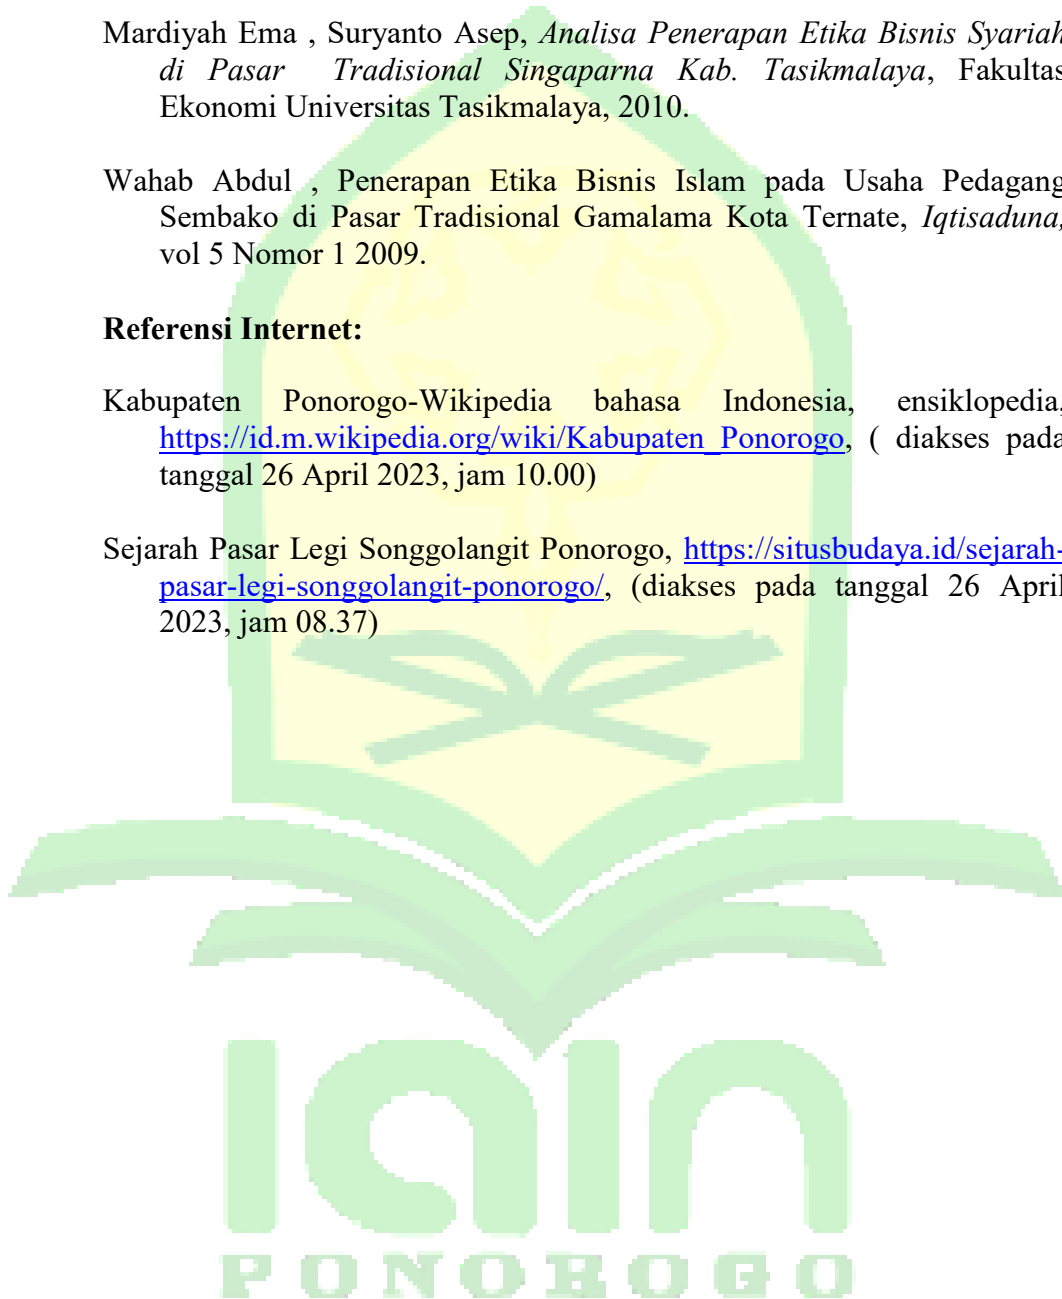 Mardiyah Ema , Suryanto Asep, Analisa Penerapan Etika Bisnis Syariah
di Pasar Tradisional Singaparna Kab. Tasikmalaya, Fakultas
Ekonomi Universitas Tasikmalaya, 2010.
Wahab Abdul , Penerapan Etika Bisnis Islam pada Usaha Pedagang
Sembako di Pasar Tradisional Gamalama Kota Ternate, Iqtisaduna,
vol 5 Nomor 1 2009.
Referensi Internet:
Kabupaten Ponorogo-Wikipedia bahasa Indonesia, ensiklopedia,
https://id.m.wikipedia.org/wiki/Kabupaten_Ponorogo, ( diakses pada
tanggal 26 April 2023, jam 10.00)
Sejarah Pasar Legi Songgolangit Ponorogo, https://situsbudaya.id/sejarah-
pasar-legi-songgolangit-ponorogo/, (diakses pada tanggal 26 April
2023, jam 08.37)
iain
PONOROGO